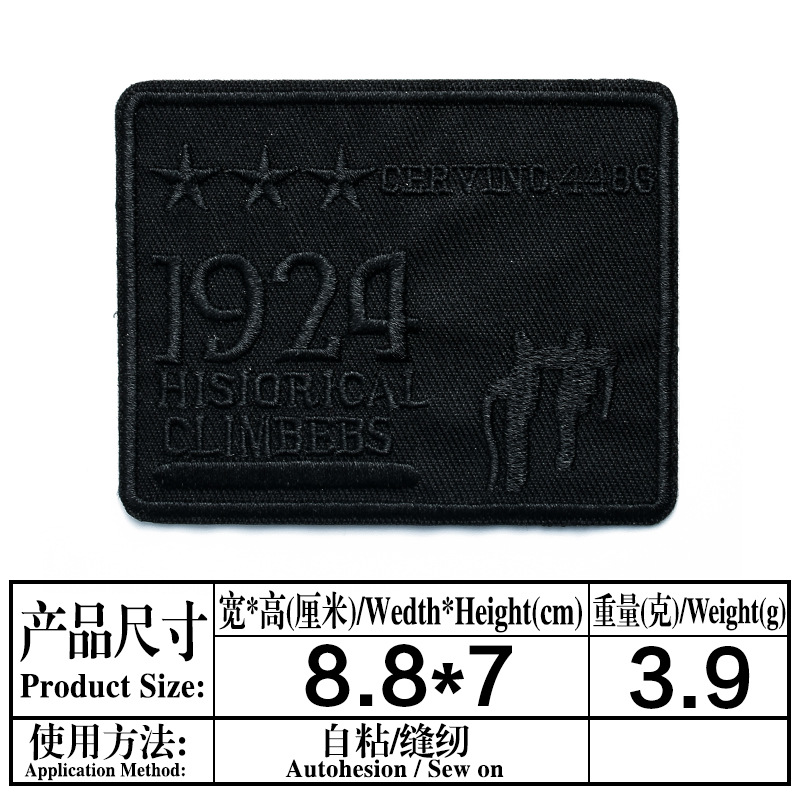 CERVINO.4486
1924
HISIORICAL
CLIMBEBS
产品尺寸
Product Size:
宽*高(厘米)/Wedth*Height(cm)
8.8*7
重量(克)/Weight(g)
3.9
使用方法:
Application Method:
自粘/缝纫
Autohesion / Sew on